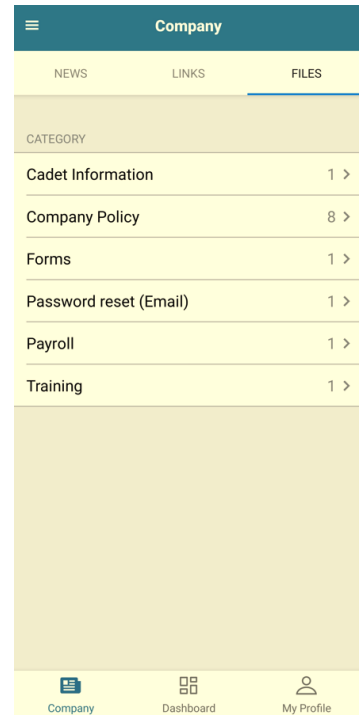 Company
NEWS LINKS FILES
CATEGORY
Cadet Information 1
Company Policy 8
Forms 1
Password reset (Email) 1
Payroll 1
Training 1
Company Dashboard My Profile